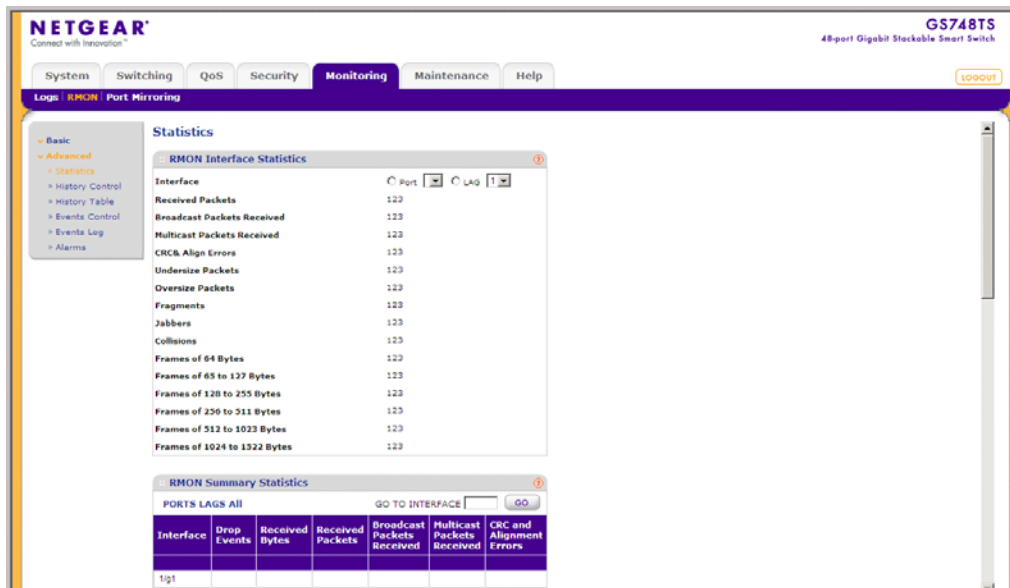 NETGEAR
Connect with Innovation™
GS748TS
48-port Gigabit Stackable Smart Switch
System Switching QoS Security Monitoring Maintenance Help
LOGOUT
Logs RMON Port Mirroring
Basic
Advanced
Statistics
History Control
History Table
Events Control
Events Log
Alarms
Statistics
RMON Interface Statistics
Interface Port LAG 1
Received Packets 123
Broadcast Packets Received 123
Multicast Packets Received 123
CRC& Align Errors 123
Undersize Packets 123
Oversize Packets 123
Fragments 123
Jabbers 123
Collisions 123
Frames of 64 Bytes 123
Frames of 65 to 127 Bytes 123
Frames of 128 to 255 Bytes 123
Frames of 256 to 511 Bytes 123
Frames of 512 to 1023 Bytes 123
Frames of 1024 to 1522 Bytes 123
RMON Summary Statistics
PORTS LAGS All GO TO INTERFACE GO
Interface Drop Events Received Bytes Received Packets Broadcast Packets Received Multicast Packets Received CRC and Alignment Errors
1/g1